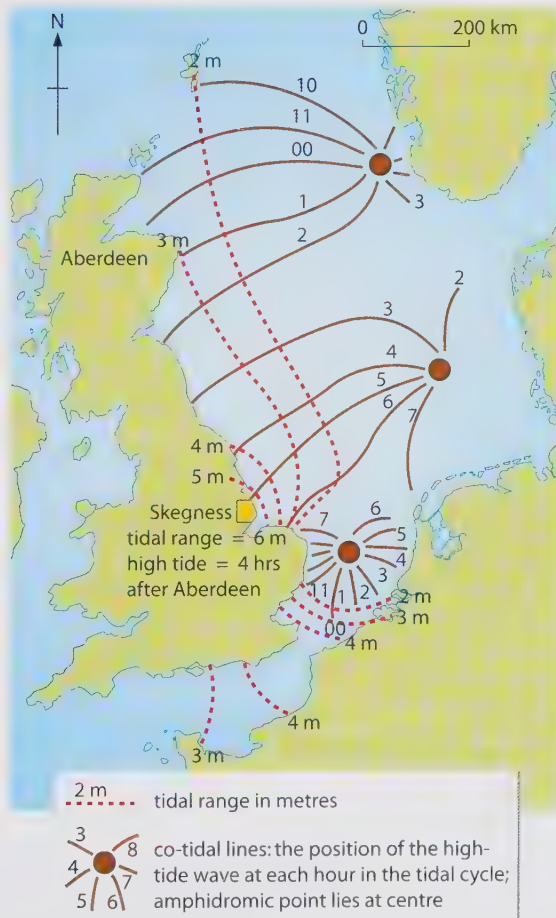 N
0 200 km
2 m
10
11
00
1
2
3
3 m
Aberdeen
2
3
4
5
6
7
4 m
5 m
Skegness
tidal range = 6 m
high tide = 4 hrs
after Aberdeen
7
6
5
4
3
2
1
11
00
2 m
3 m
4 m
4 m
3 m
2 m
tidal range in metres
3
8
4
7
5
6
co-tidal lines: the position of the high-
tide wave at each hour in the tidal cycle;
amphidromic point lies at centre